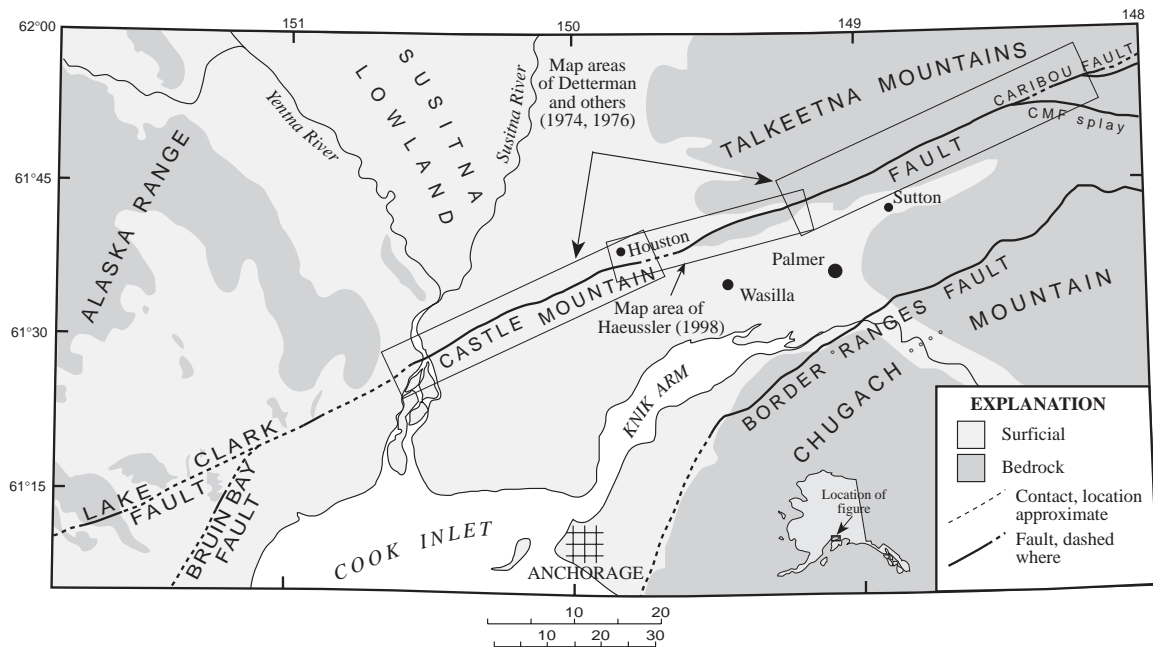 62°00
151
150
149
148
61°45
61°30
61°15
SUSITNA
LOWLAND
Yentna River
Susitna River
Map areas
of Detterman
and others
(1974, 1976)
TALKEETNA MOUNTAINS
CARIBOU FAULT
CMF splay
ALASKA RANGE
FAULT
Sutton
Houston
Palmer
CASTLE MOUNTAIN
Wasilla
Map area of
Haeussler (1998)
BORDER RANGES FAULT
CHUGACH
MOUNTAIN
KNIK ARM
LAKE CLARK
FAULT
BRUIN BAY
FAULT
COOK INLET
ANCHORAGE
EXPLANATION
Surficial
Bedrock
Contact, location
approximate
Fault, dashed
where
Location of
figure
10 20
10 20 30